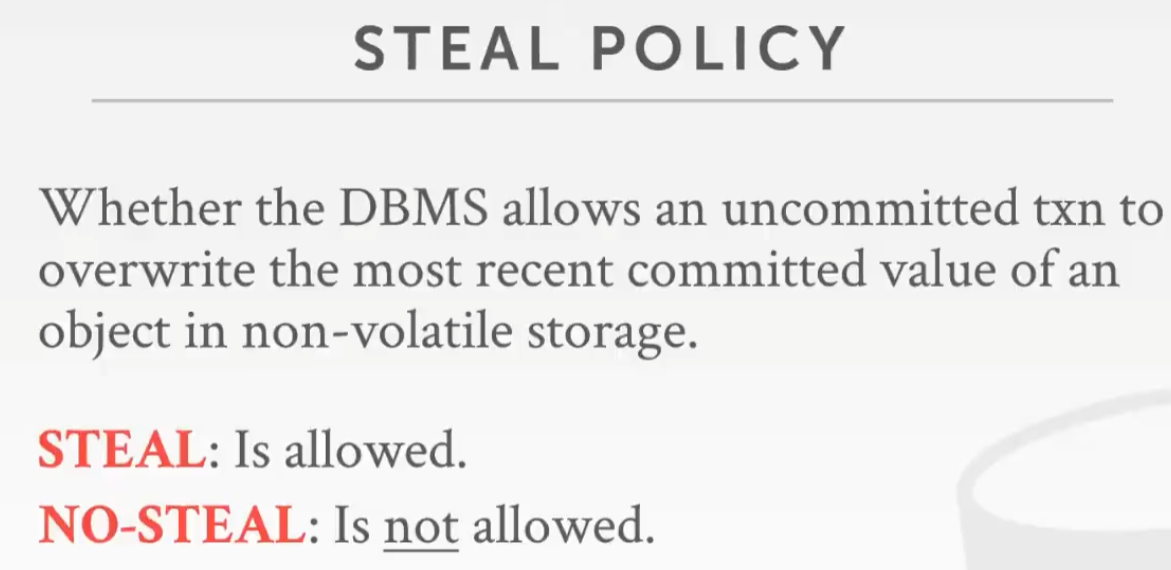 STEAL POLICY
Whether the DBMS allows an uncommitted txn to
overwrite the most recent committed value of an
object in non-volatile storage.
STEAL: Is allowed.
NO-STEAL: Is not allowed.